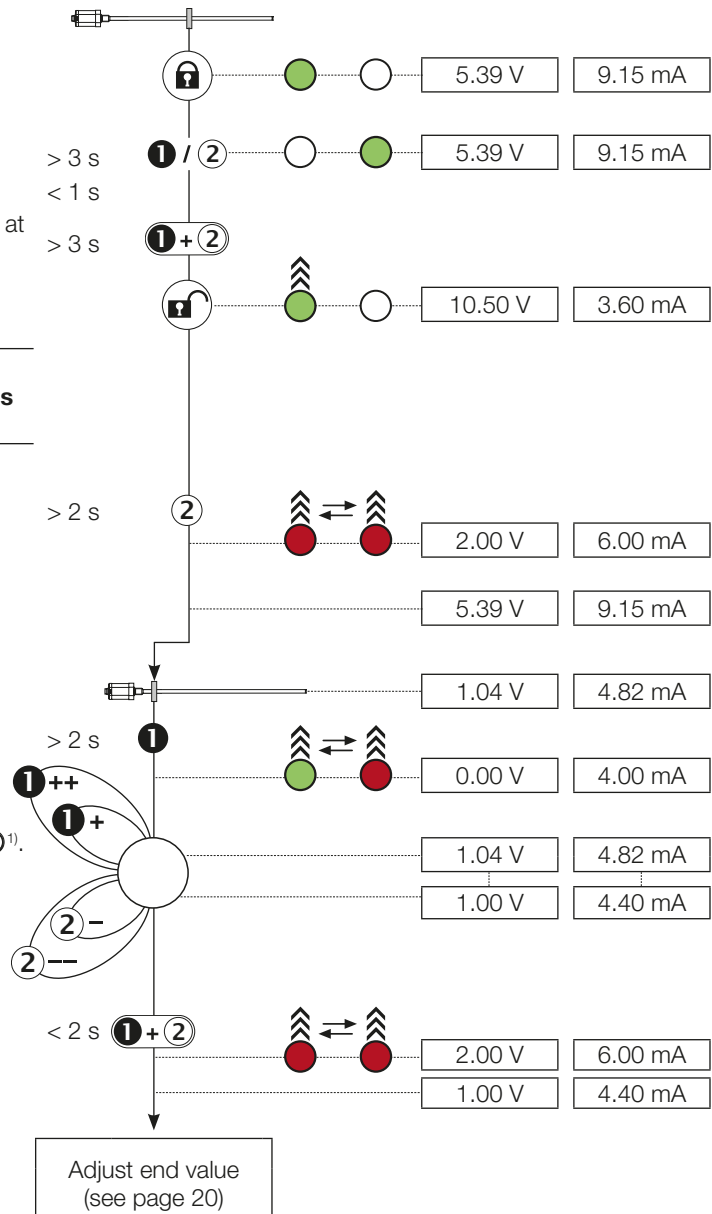 5.39 V 9.15 mA
> 3 s 1 / 2 5.39 V 9.15 mA
< 1 s
at
> 3 s 1 + 2
10.50 V 3.60 mA
s
> 2 s 2
2.00 V 6.00 mA
5.39 V 9.15 mA
1.04 V 4.82 mA
> 2 s 1
0.00 V 4.00 mA
1 ++
1 +
1).
1.04 V 4.82 mA
1.00 V 4.40 mA
2 –
2 ––
< 2 s 1 + 2
2.00 V 6.00 mA
1.00 V 4.40 mA
Adjust end value
(see page 20)